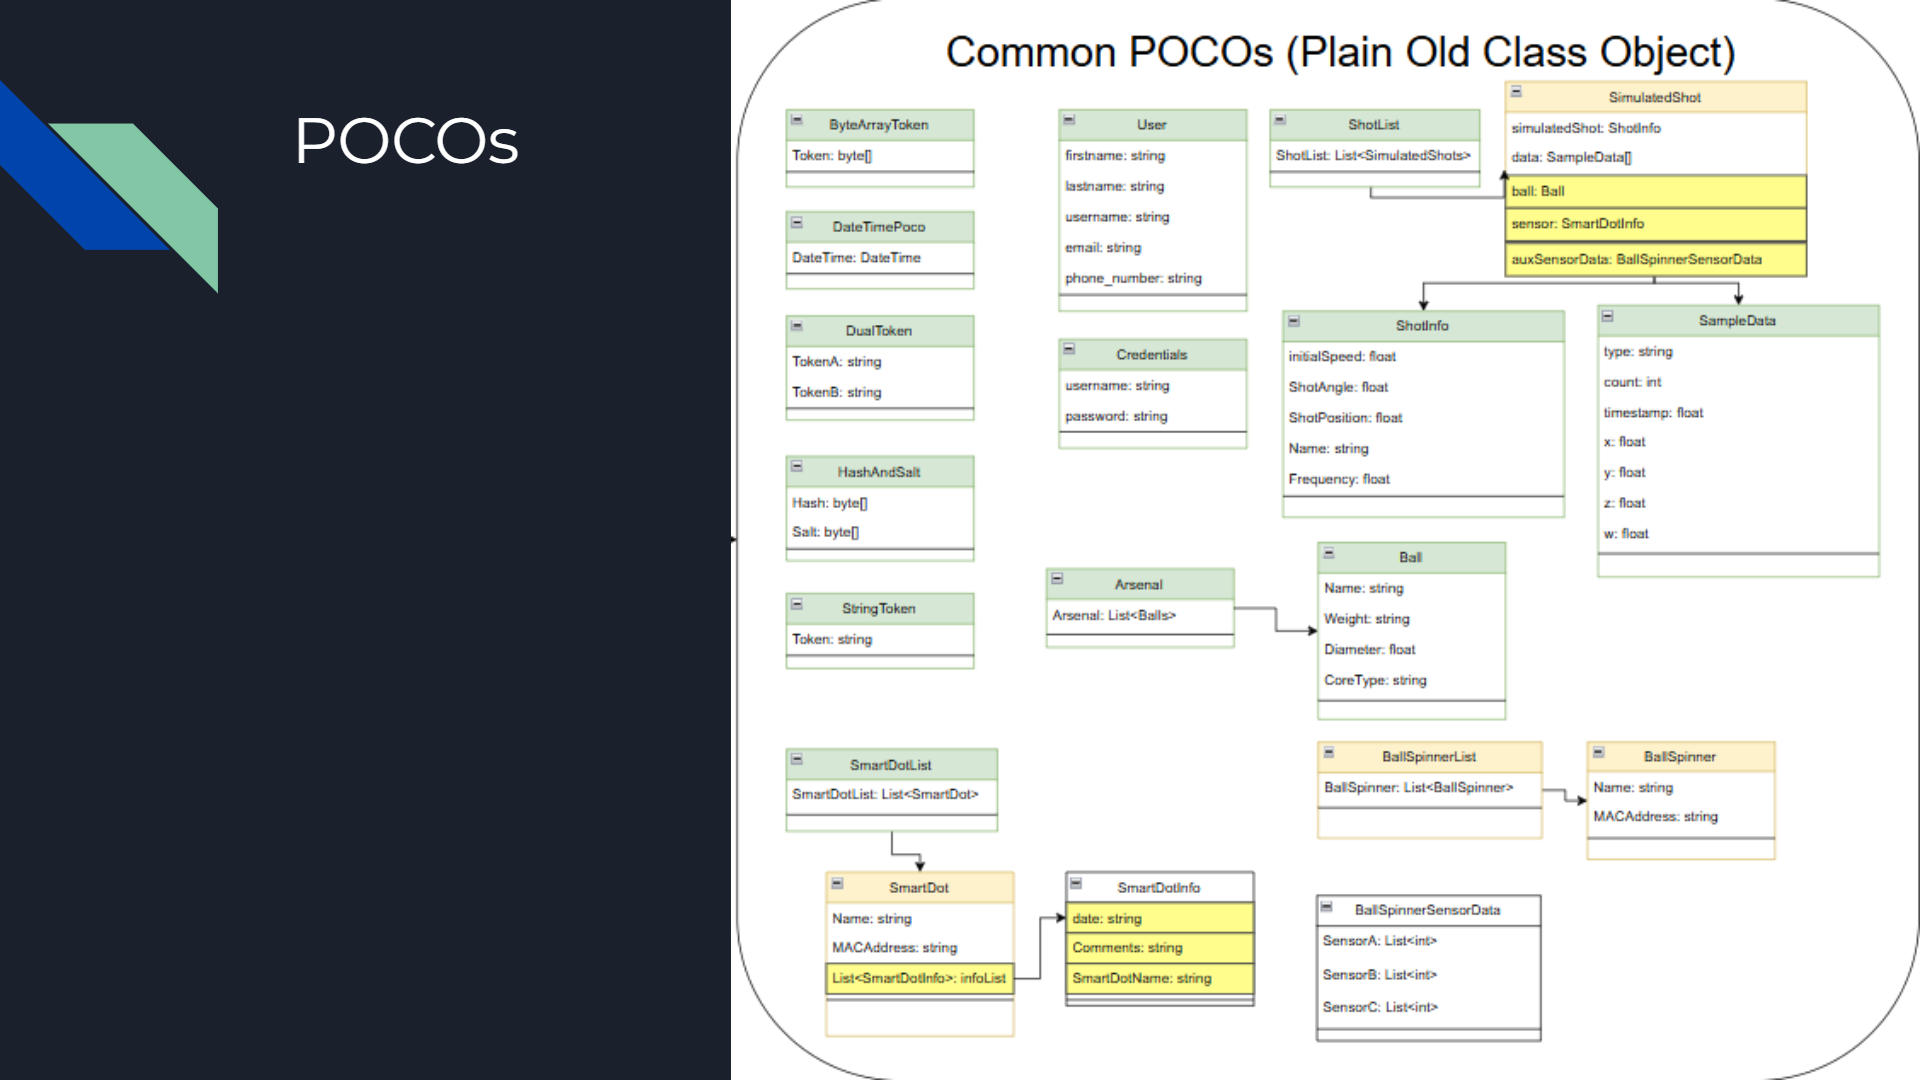 POCOs
Common POCOs (Plain Old Class Object)
ByteArrayToken
Token: byte[]
DateTimePoco
DateTime: DateTime
DualToken
TokenA: string
TokenB: string
HashAndSalt
Hash: byte[]
Salt: byte[]
StringToken
Token: string
User
firstname: string
lastname: string
username: string
email: string
phone_number: string
Credentials
username: string
password: string
ShotList
ShotList: List<SimulatedShots>
SimulatedShot
simulatedShot: ShotInfo
data: SampleData[]
ball: Ball
sensor: SmartDotInfo
auxSensorData: BallSpinnerSensorData
ShotInfo
initialSpeed: float
ShotAngle: float
ShotPosition: float
Name: string
Frequency: float
SampleData
type: string
count: int
timestamp: float
x: float
y: float
z: float
w: float
Arsenal
Arsenal: List<Balls>
Ball
Name: string
Weight: string
Diameter: float
CoreType: string
SmartDotList
SmartDotList: List<SmartDot>
SmartDot
Name: string
MACAddress: string
List<SmartDotInfo>: infoList
SmartDotInfo
date: string
Comments: string
SmartDotName: string
BallSpinnerList
BallSpinner: List<BallSpinner>
BallSpinner
Name: string
MACAddress: string
BallSpinnerSensorData
SensorA: List<int>
SensorB: List<int>
SensorC: List<int>